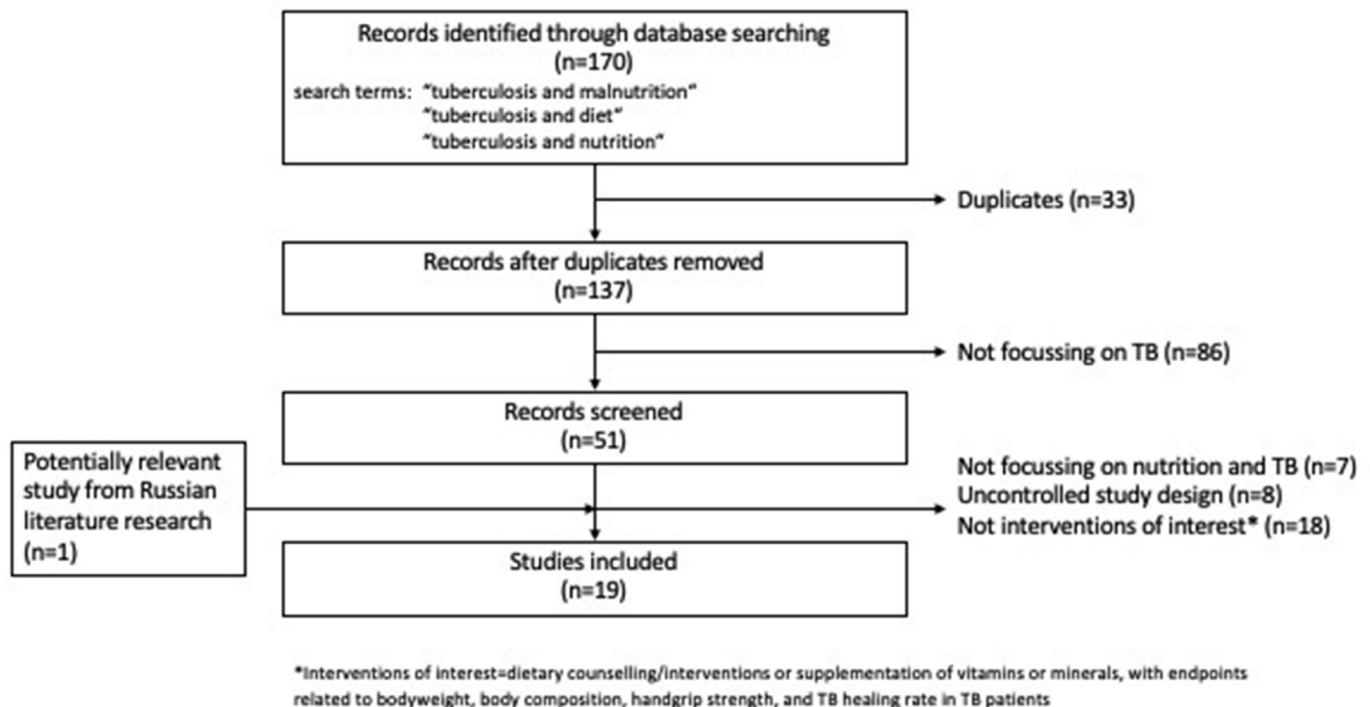 Records identified through database searching
(n=170)
search terms: "tuberculosis and malnutrition"
"tuberculosis and diet"
"tuberculosis and nutrition"
Duplicates (n=33)
Records after duplicates removed
(n=137)
Not focussing on TB (n=86)
Records screened
(n=51)
Potentially relevant
study from Russian
literature research
(n=1)
Not focussing on nutrition and TB (n=7)
Uncontrolled study design (n=8)
Not interventions of interest* (n=18)
Studies included
(n=19)
*Interventions of interest=dietary counselling/interventions or supplementation of vitamins or minerals, with endpoints
related to bodyweight, body composition, handgrip strength, and TB healing rate in TB patients